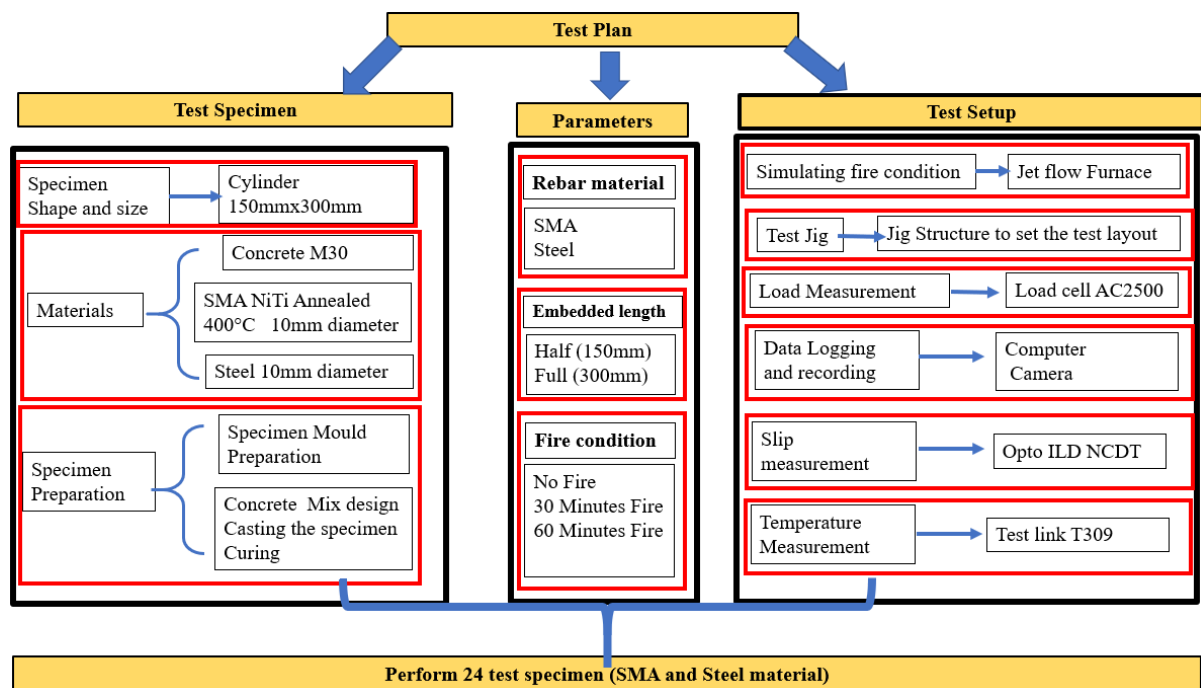 Test Plan
Test Specimen
Specimen
Shape and size
Cylinder
150mmx300mm
Materials
Concrete M30
SMA NiTi Annealed
400°C 10mm diameter
Steel 10mm diameter
Specimen
Preparation
Specimen Mould
Preparation
Concrete Mix design
Casting the specimen
Curing
Parameters
Rebar material
SMA
Steel
Embedded length
Half (150mm)
Full (300mm)
Fire condition
No Fire
30 Minutes Fire
60 Minutes Fire
Test Setup
Simulating fire condition
Jet flow Furnace
Test Jig
Jig Structure to set the test layout
Load Measurement
Load cell AC2500
Data Logging
and recording
Computer
Camera
Slip
measurement
Opto ILD NCDT
Temperature
Measurement
Test link T309
Perform 24 test specimen (SMA and Steel material)